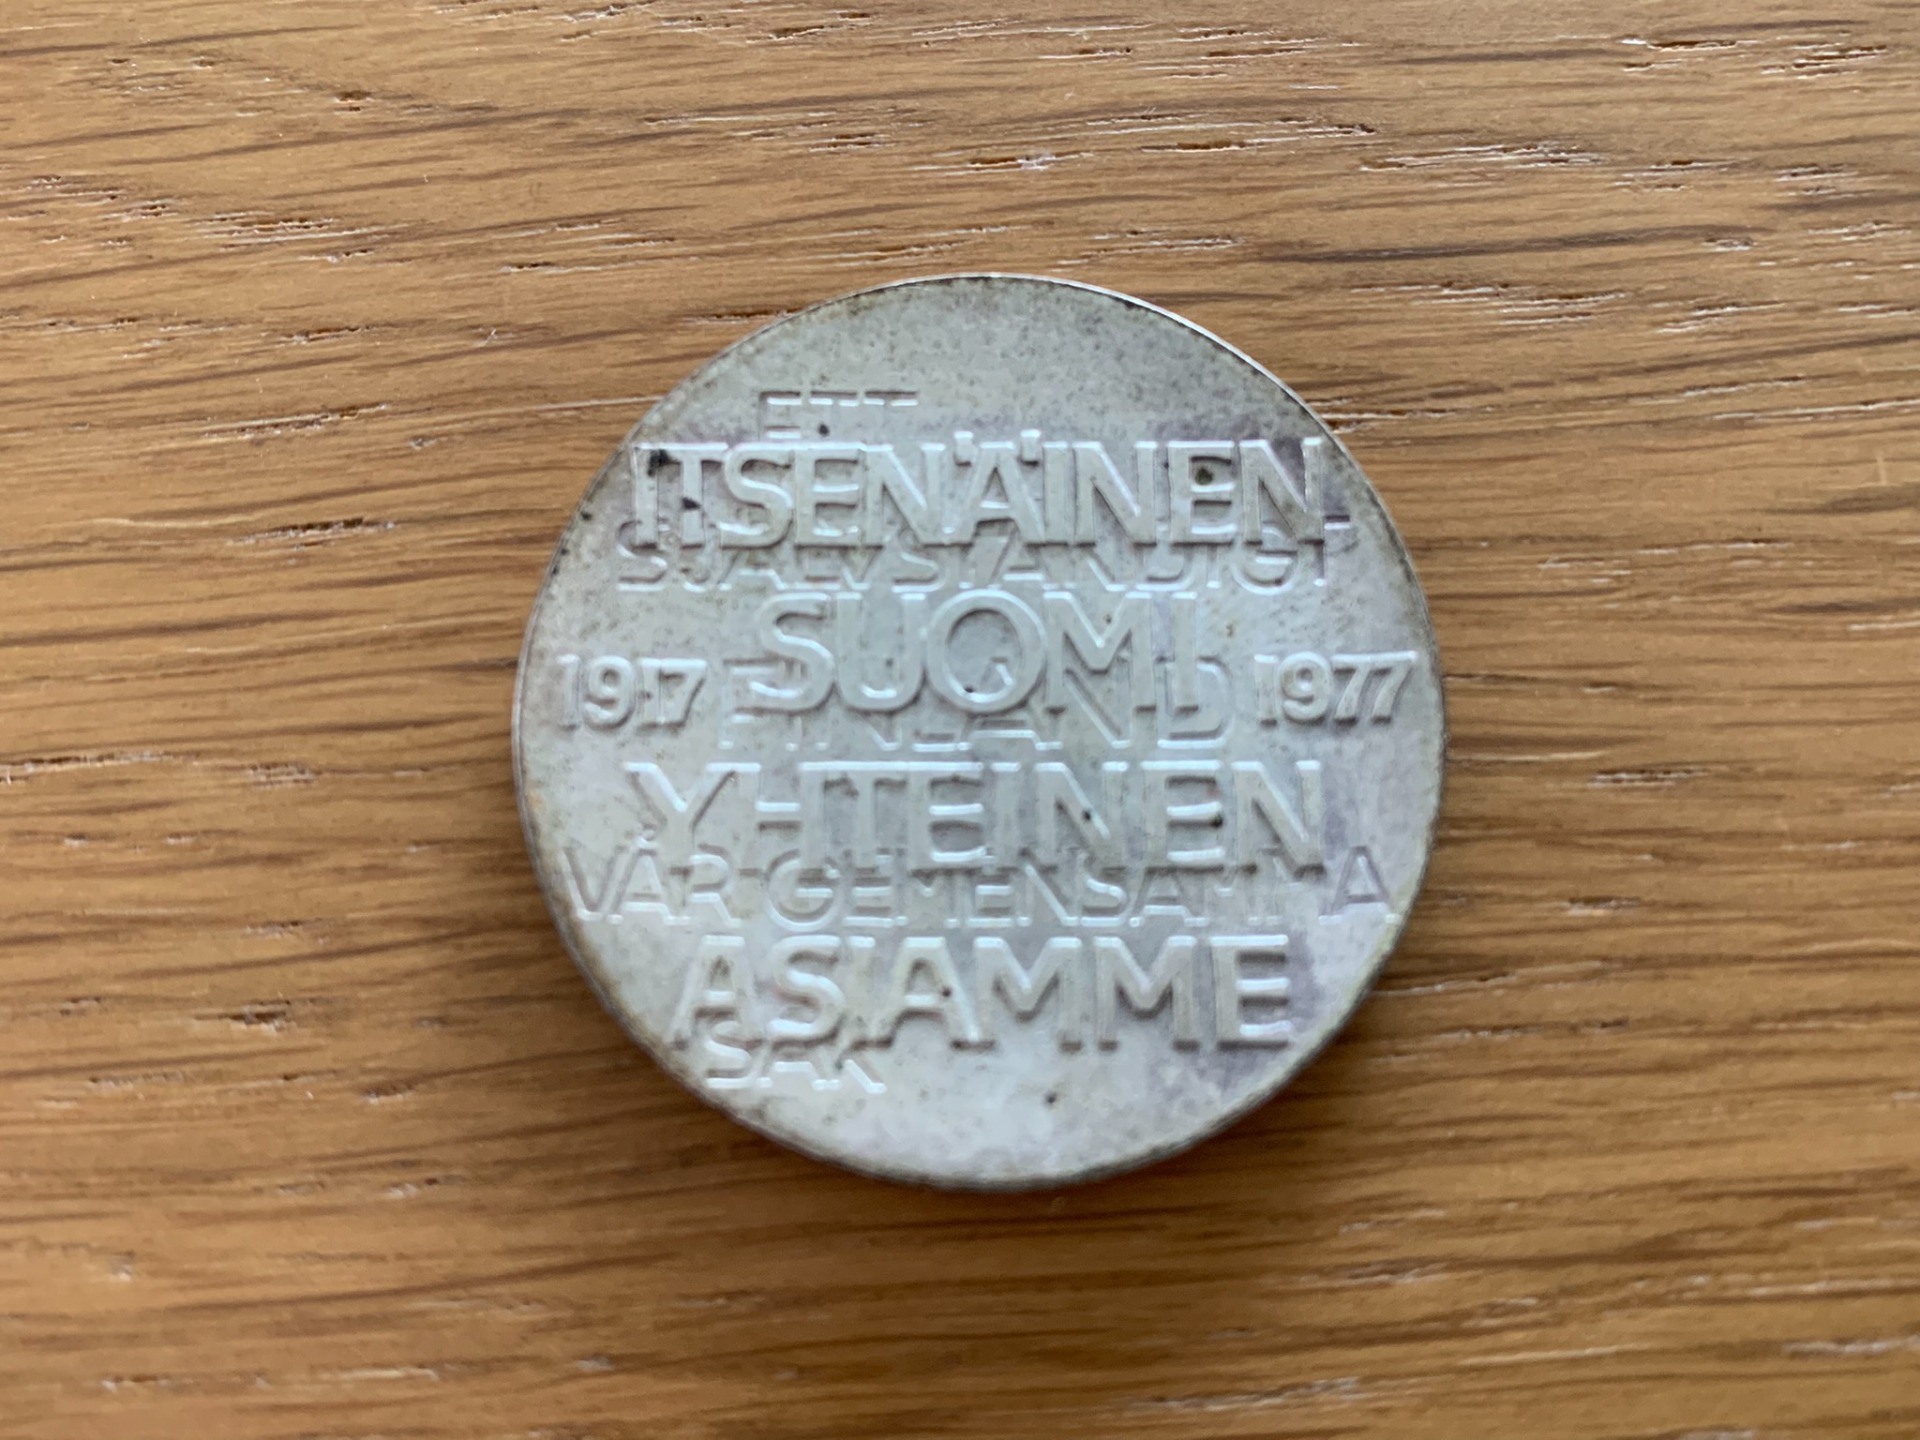 ETT
ITSENÄINEN
SJÄLVSTÄNDIGT
SUOMI
1917 FINLAND 1977
YHTEINEN
VÅR GEMENSAMMA
ASIAMME
SAK